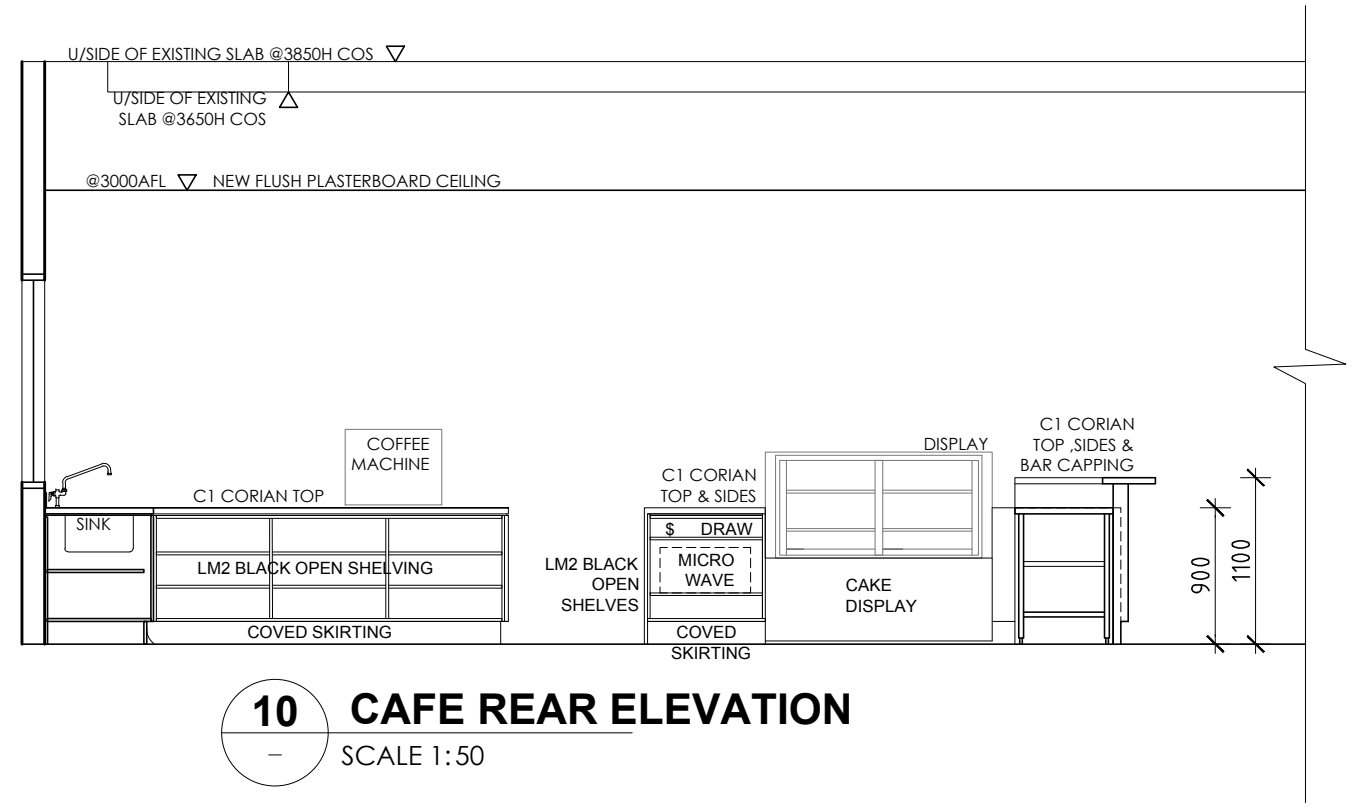 U/SIDE OF EXISTING SLAB @3850H COS
U/SIDE OF EXISTING
SLAB @3650H COS
@3000AFL NEW FLUSH PLASTERBOARD CEILING
COFFEE
MACHINE
C1 CORIAN TOP
SINK
LM2 BLACK OPEN SHELVING
COVED SKIRTING
C1 CORIAN
TOP & SIDES
$ DRAW
MICRO
WAVE
LM2 BLACK
OPEN
SHELVES
COVED
SKIRTING
DISPLAY
CAKE
DISPLAY
C1 CORIAN
TOP ,SIDES &
BAR CAPPING
900
1100
10 CAFE REAR ELEVATION
– SCALE 1:50